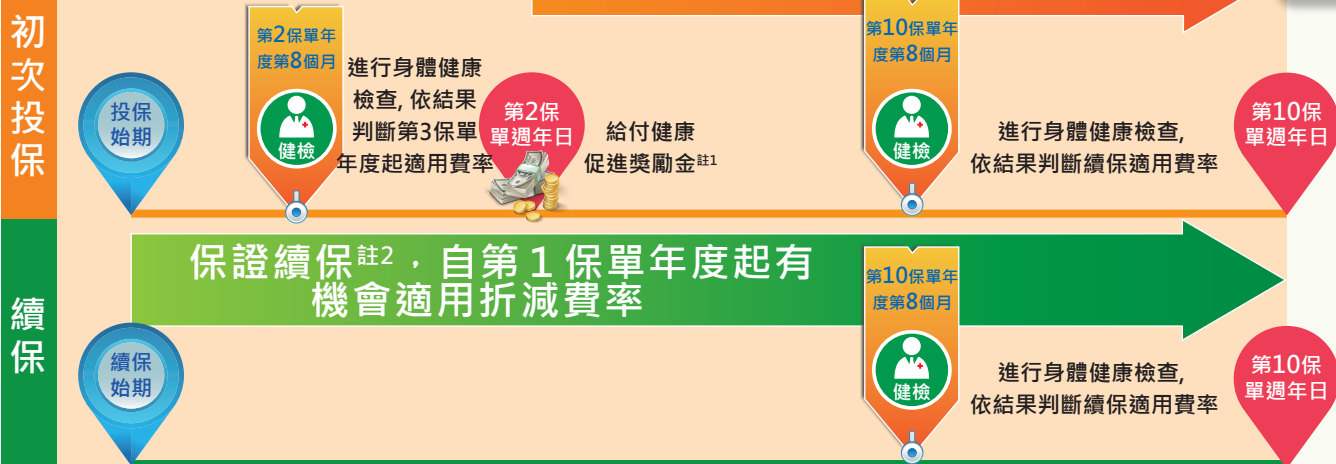 初次投保
第2保單年
度第8個月
健檢
進行身體健康
檢查, 依結果
判斷第3保單
年度起適用費率
投保
始期
第2保
單週年日
給付健康
促進獎勵金註1
第10保單年
度第8個月
健檢
進行身體健康檢查,
依結果判斷續保適用費率
第10保
單週年日
續保
保證續保註2，自第1保單年度起有
機會適用折減費率
續保
始期
第10保單年
度第8個月
健檢
進行身體健康檢查,
依結果判斷續保適用費率
第10保
單週年日